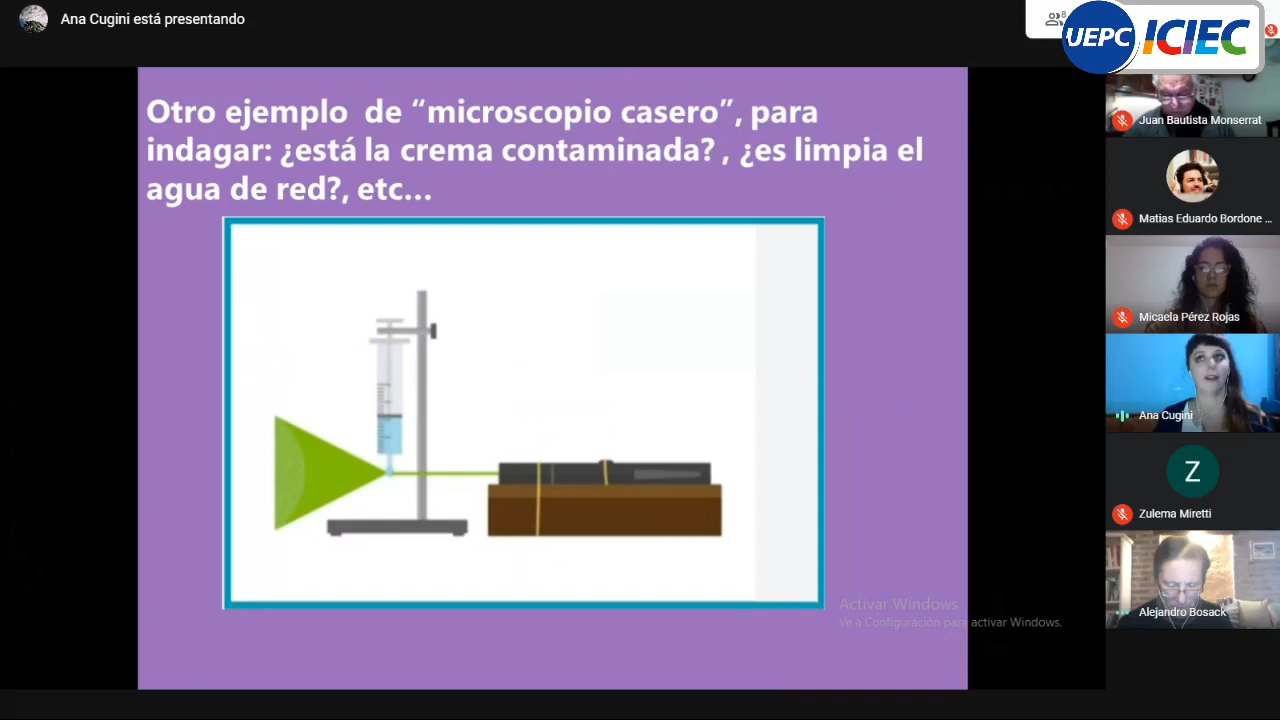 Ana Cugini está presentando
8
UEPC ICIEC
Otro ejemplo de “microscopio casero”, para
indagar: ¿está la crema contaminada? , ¿es limpia el
agua de red?, etc...
Activar Windows
Ve a Configuración para activar Windows.
Juan Bautista Monserrat
Matias Eduardo Bordone ...
Micaela Pérez Rojas
Ana Cugini
Z
Zulema Miretti
Alejandro Bosack